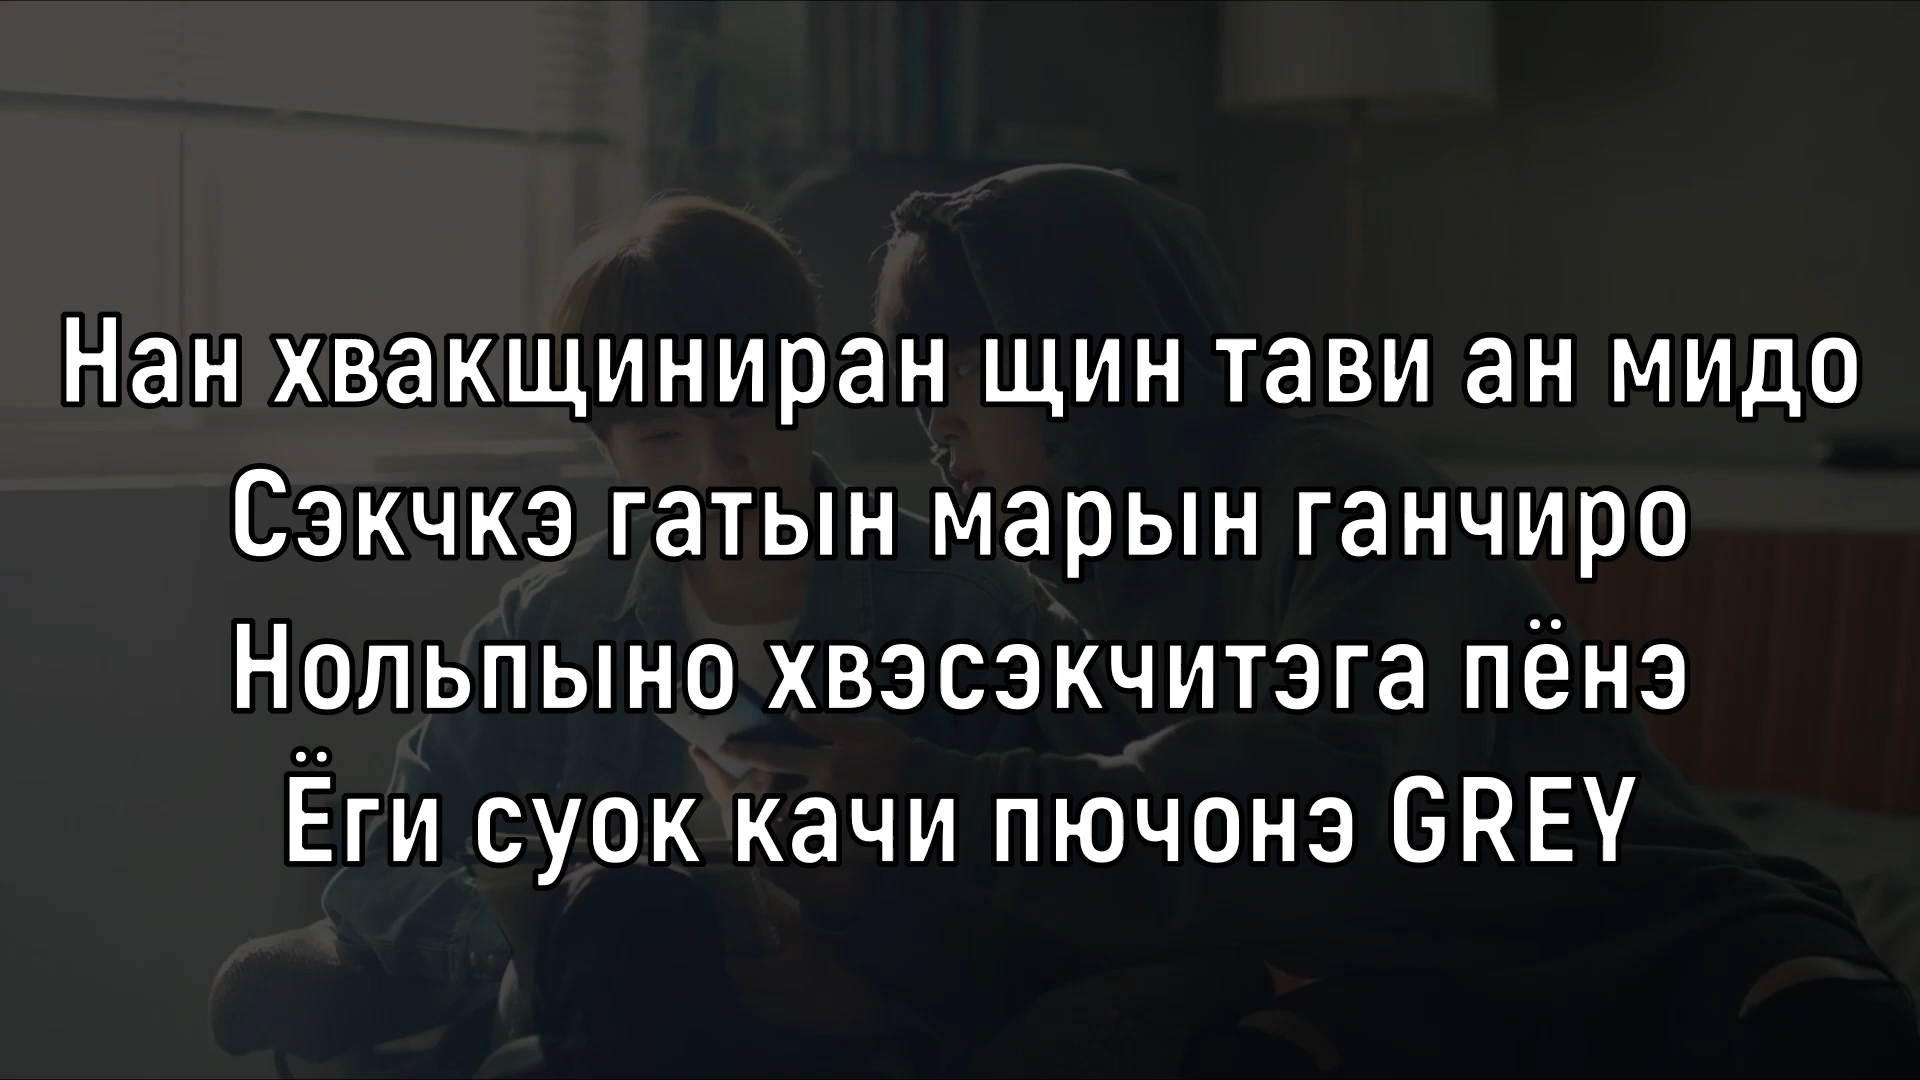 Нан хвакщиниран щин тави ан мидо
Сэкчкэ гатын марын ганчиро
Нольпыно хвэсэкчитэга пёнэ
Ёги суок качи пючонэ GREY